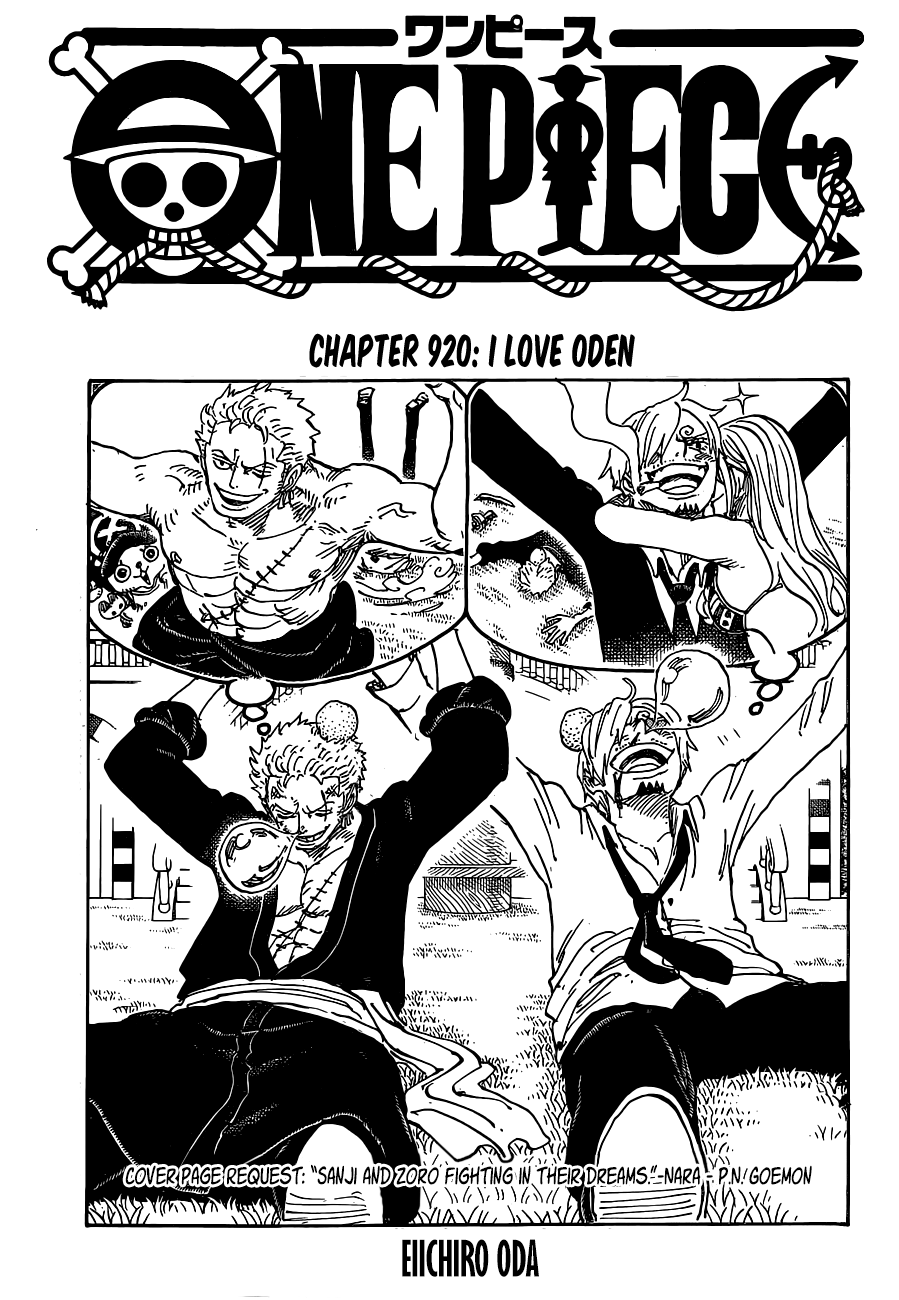 ワンピース
ONE PIECE
CHAPTER 920: I LOVE ODEN
COVER PAGE REQUEST: "SANJI AND ZORO FIGHTING IN THEIR DREAMS."-NARA - P.N. GOEMON
EIICHIRO ODA